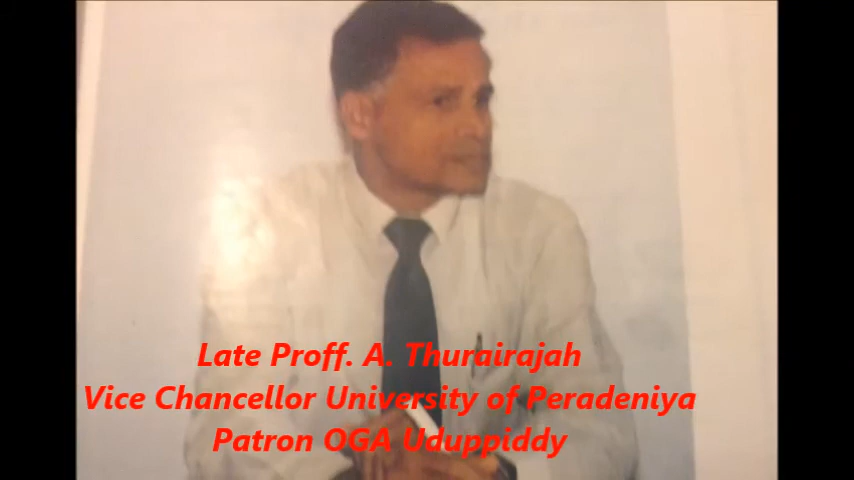 Late Proff. A. Thurairajah
Vice Chancellor University of Peradeniya
Patron OGA Uduppiddy